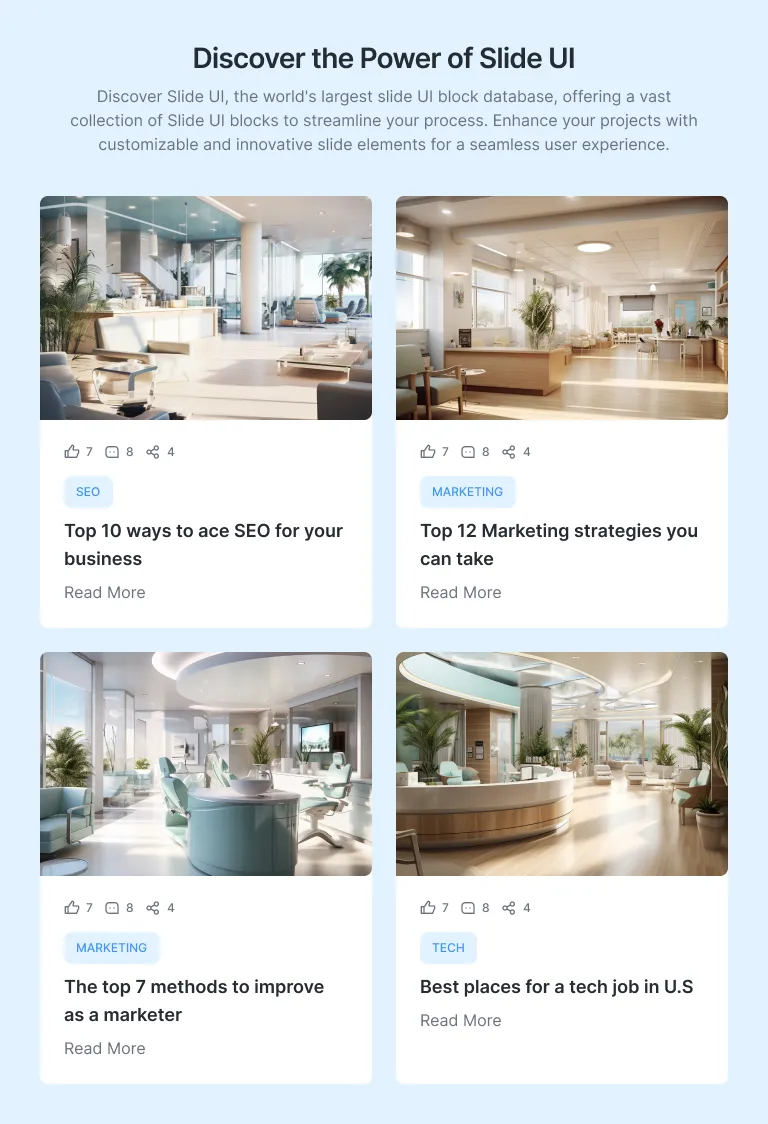 Discover the Power of Slide UI
Discover Slide UI, the world's largest slide UI block database, offering a vast
collection of Slide UI blocks to streamline your process. Enhance your projects with
customizable and innovative slide elements for a seamless user experience.
7 8 4
SEO
Top 10 ways to ace SEO for your
business
Read More
7 8 4
MARKETING
Top 12 Marketing strategies you
can take
Read More
7 8 4
MARKETING
The top 7 methods to improve
as a marketer
Read More
7 8 4
TECH
Best places for a tech job in U.S
Read More